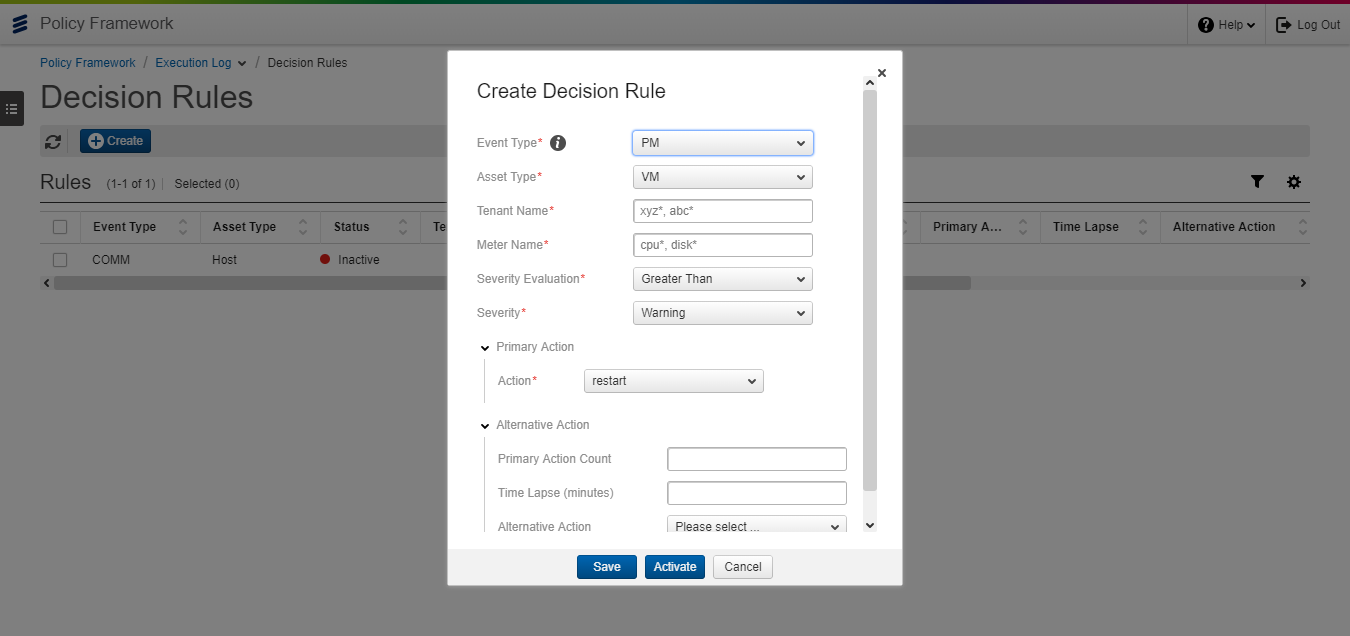 Policy Framework
Help
Log Out
Policy Framework / Execution Log / Decision Rules
Decision Rules
Create
Rules (1-1 of 1) Selected (0)
Event Type Asset Type Status Te Primary A... Time Lapse Alternative Action
COMM Host Inactive
Create Decision Rule
Event Type* PM
Asset Type* VM
Tenant Name* xyz*, abc*
Meter Name* cpu*, disk*
Severity Evaluation* Greater Than
Severity* Warning
Primary Action
Action* restart
Alternative Action
Primary Action Count
Time Lapse (minutes)
Alternative Action Please select ...
Save Activate Cancel